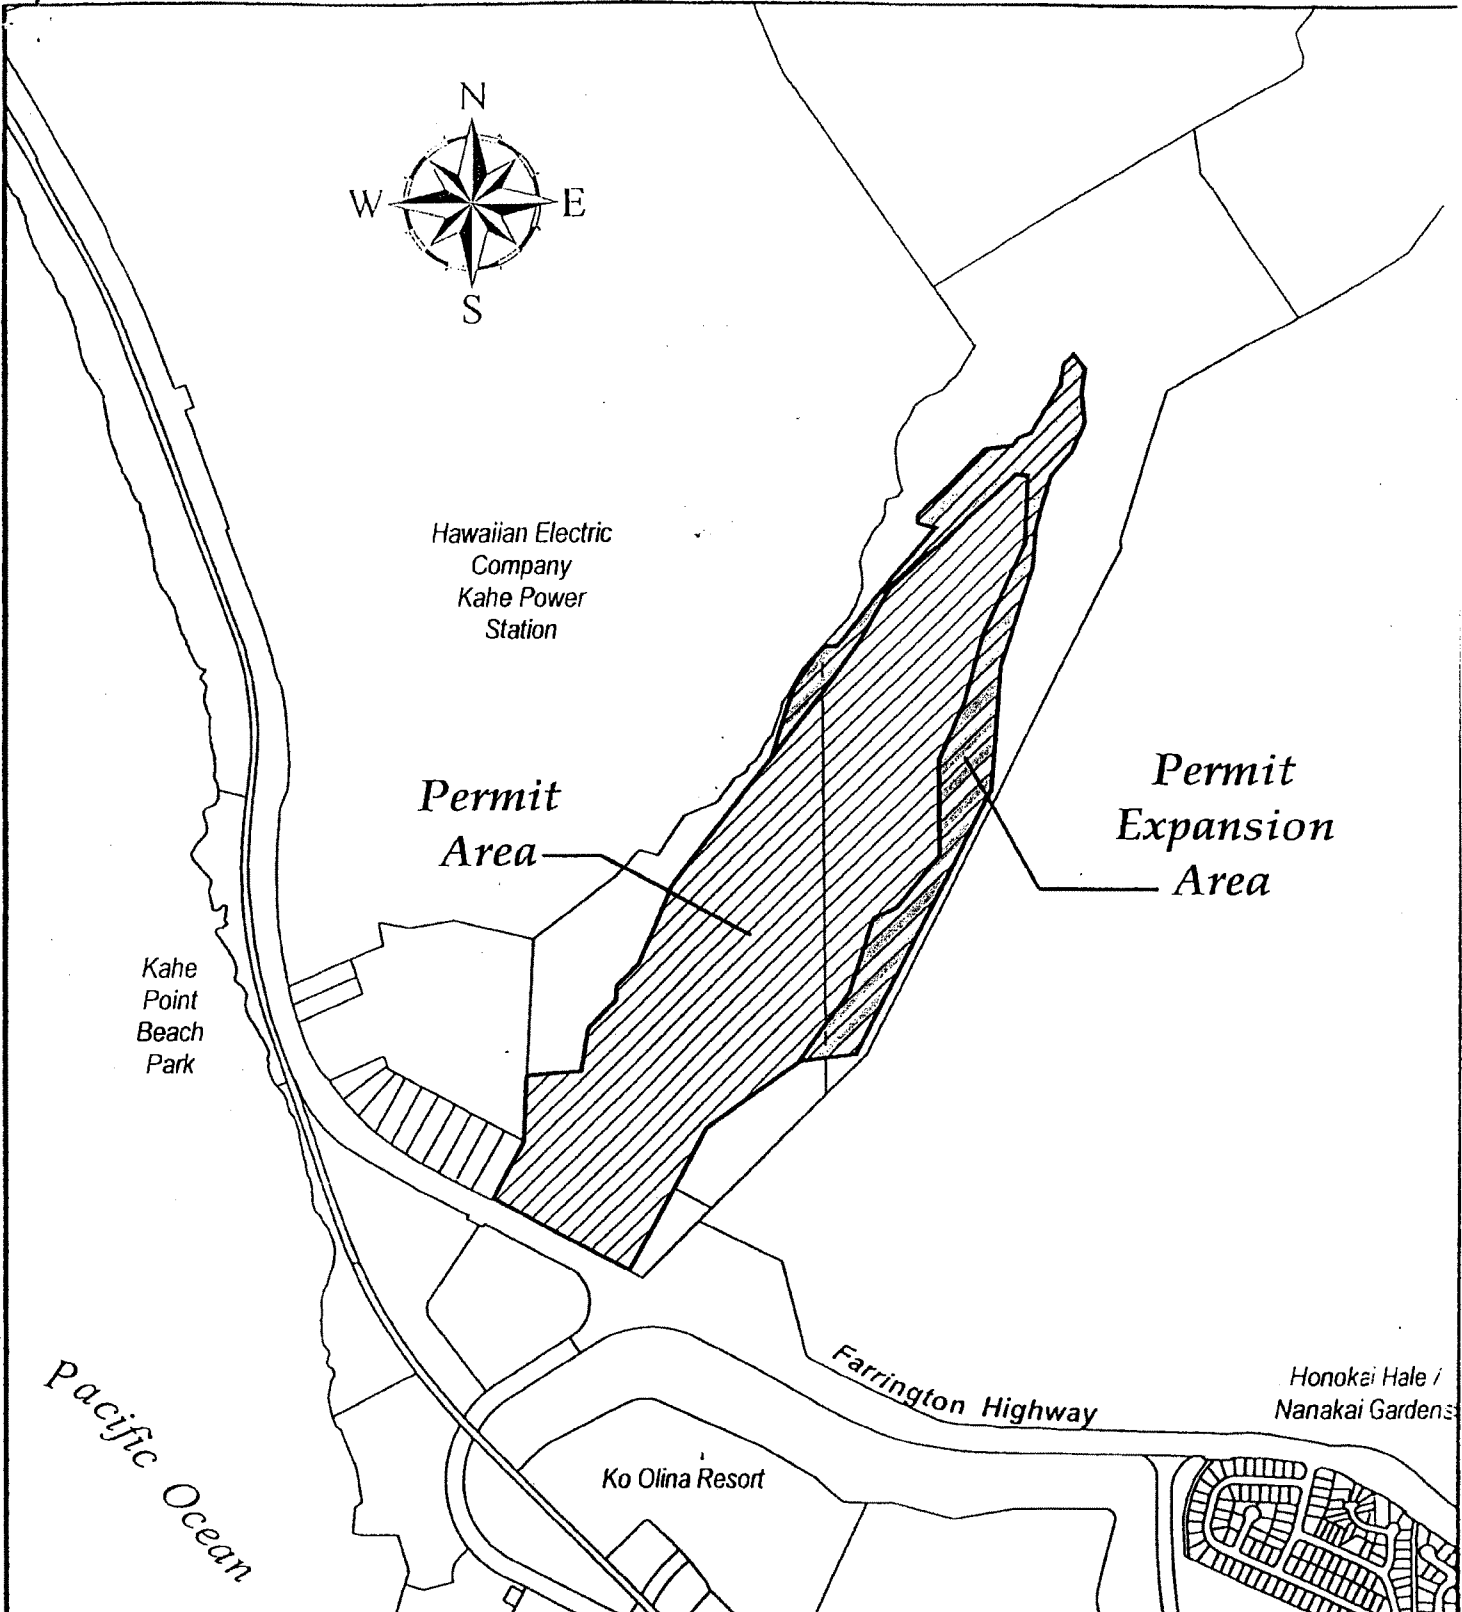 N
W E
S
Hawaiian Electric
Company
Kahe Power
Station
Permit
Area
Permit
Expansion
Area
Kahe
Point
Beach
Park
Farrington Highway
Honokai Hale /
Nanakai Gardens
Pacific Ocean
Ko Olina Resort